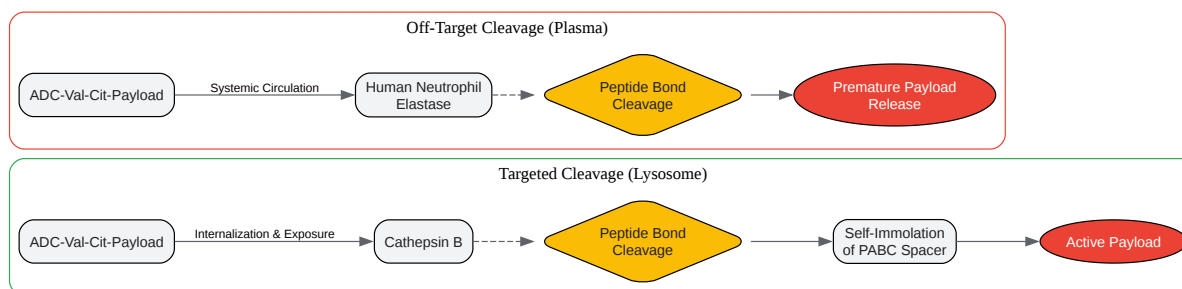 Off-Target Cleavage (Plasma)
ADC-Val-Cit-Payload
Systemic Circulation
Human Neutrophil
Elastase
Peptide Bond
Cleavage
Premature Payload
Release
Targeted Cleavage (Lysosome)
ADC-Val-Cit-Payload
Internalization & Exposure
Cathepsin B
Peptide Bond
Cleavage
Self-Immolation
of PABC Spacer
Active Payload